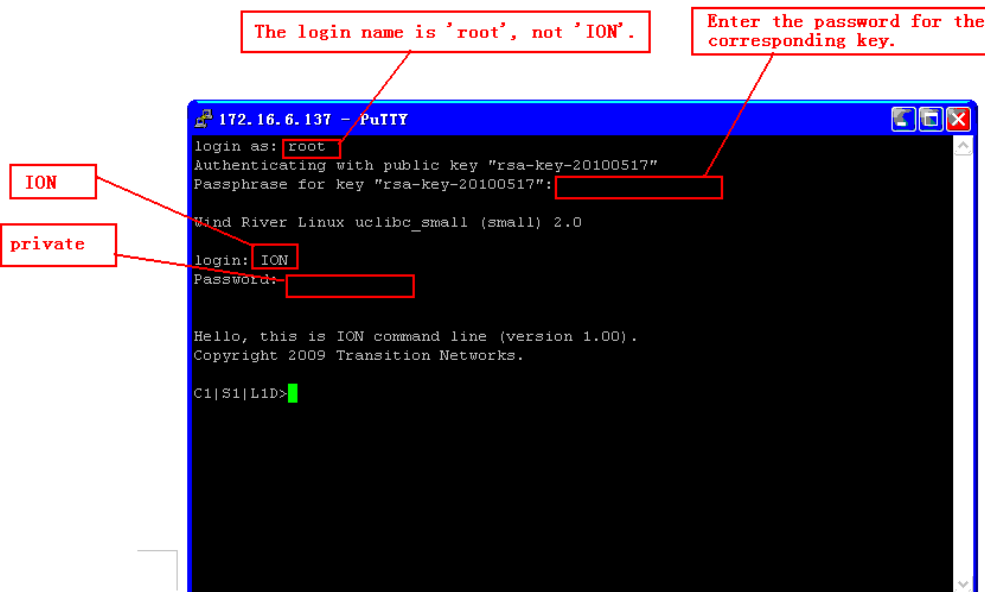 The login name is 'root', not 'ION'.
Enter the password for the
corresponding key.
172.16.6.137 - PuTTY
login as: root
Authenticating with public key "rsa-key-20100517"
Passphrase for key "rsa-key-20100517":
ION
Wind River Linux uclibc_small (small) 2.0
private
login: ION
Password:
Hello, this is ION command line (version 1.00).
Copyright 2009 Transition Networks.
C1|S1|L1D>